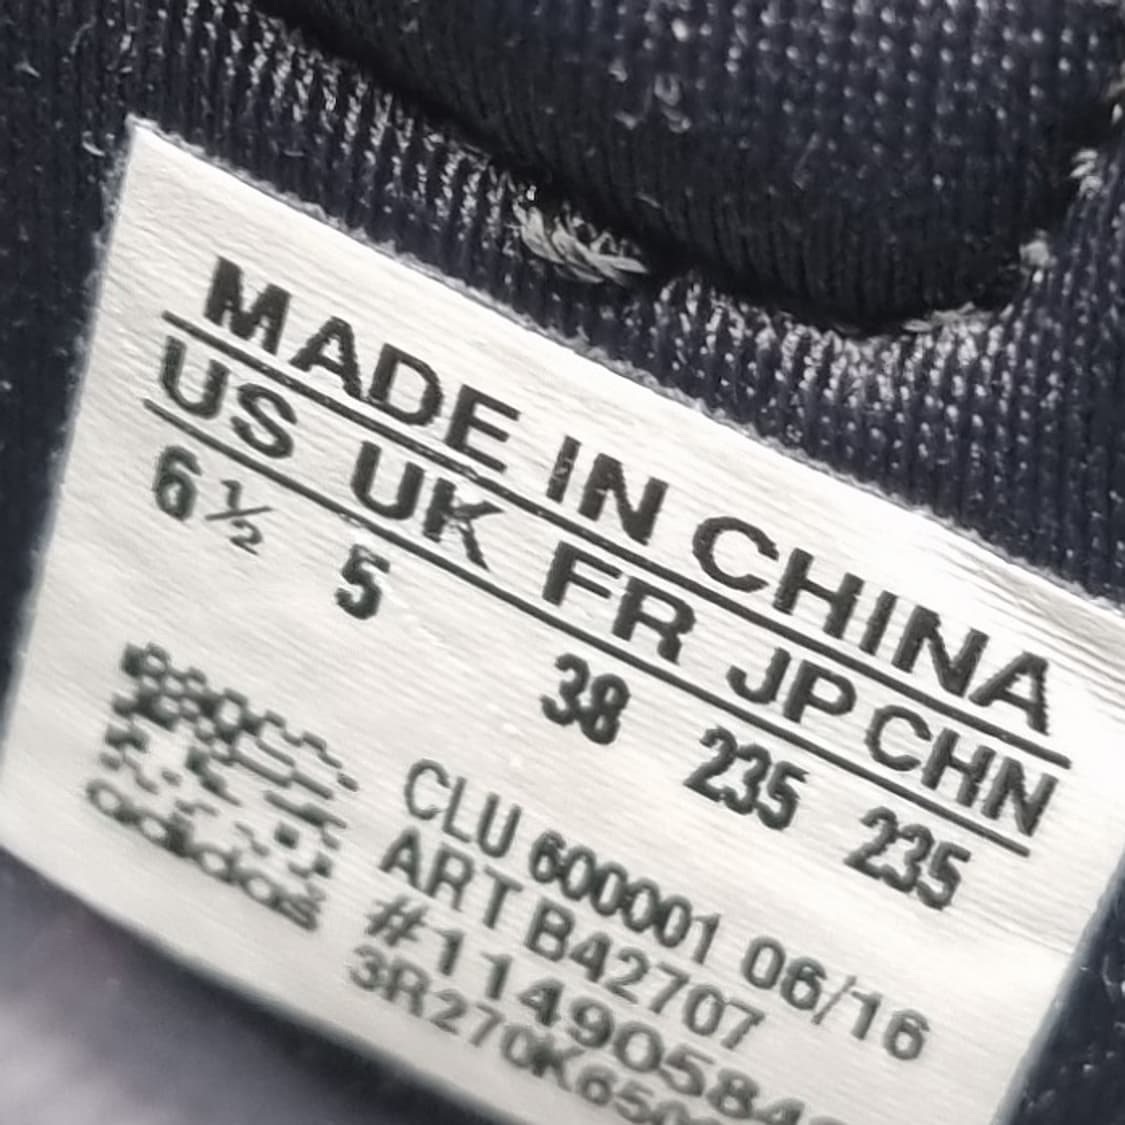 MADE IN CHINA
US UK FR JP CHN
6½ 5 38 235 235
adidas
CLU 600001 06/16
ART B42707